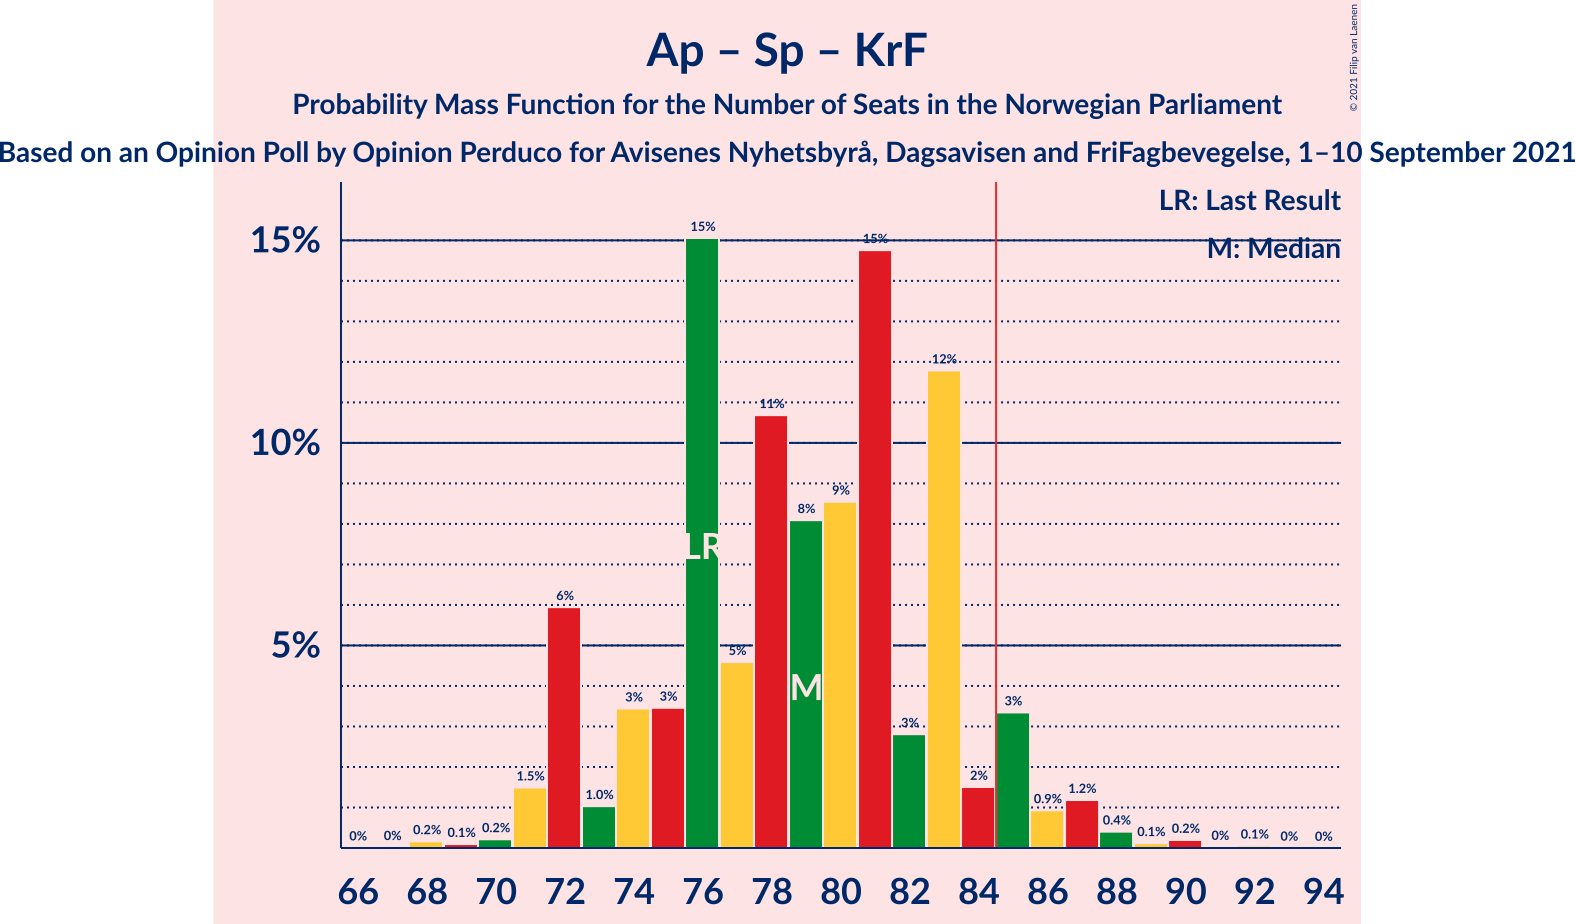 Ap – Sp – KrF
Probability Mass Function for the Number of Seats in the Norwegian Parliament
Based on an Opinion Poll by Opinion Perduco for Avisenes Nyhetsbyrå, Dagsavisen and FriFagbevegelse, 1–10 September 2021
© 2021 Filip van Laenen
LR: Last Result
M: Median
15%
10%
5%
0% 0% 0.2% 0.1% 0.2% 1.5% 6% 1.0% 3% 3% 15% 5% 11% 8% 9% 15% 3% 12% 2% 3% 0.9% 1.2% 0.4% 0.1% 0.2% 0% 0.1% 0% 0%
LR
M
66 68 70 72 74 76 78 80 82 84 86 88 90 92 94